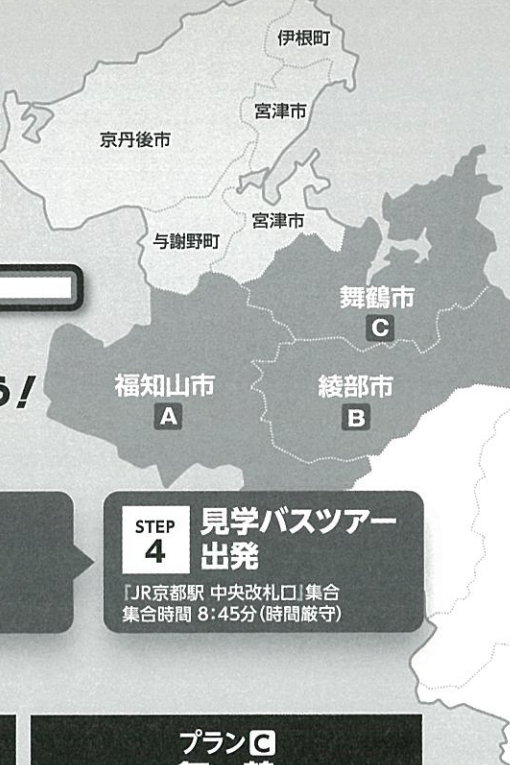 伊根町
宮津市
京丹後市
宮津市
与謝野町
舞鶴市
C
う!
福知山市
A
綾部市
B
STEP
4
見学バスツアー
出発
『JR京都駅 中央改札口』集合
集合時間 8:45分(時間厳守)
プランC